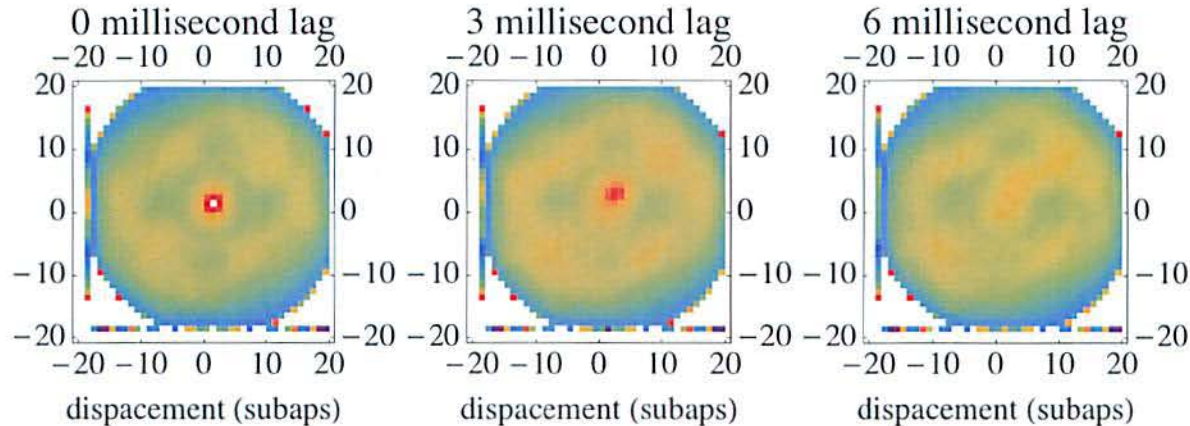 0 millisecond lag 3 millisecond lag 6 millisecond lag
−20 −10 0 10 20 −20 −10 0 10 20 −20 −10 0 10 20
20 20 20 20 20 20
10 10 10 10 10 10
0 0 0 0 0 0
−10 −10 −10 −10 −10 −10
−20 −20 −20 −20 −20 −20
−20 −10 0 10 20 −20 −10 0 10 20 −20 −10 0 10 20
dispacement (subaps) dispacement (subaps) dispacement (subaps)